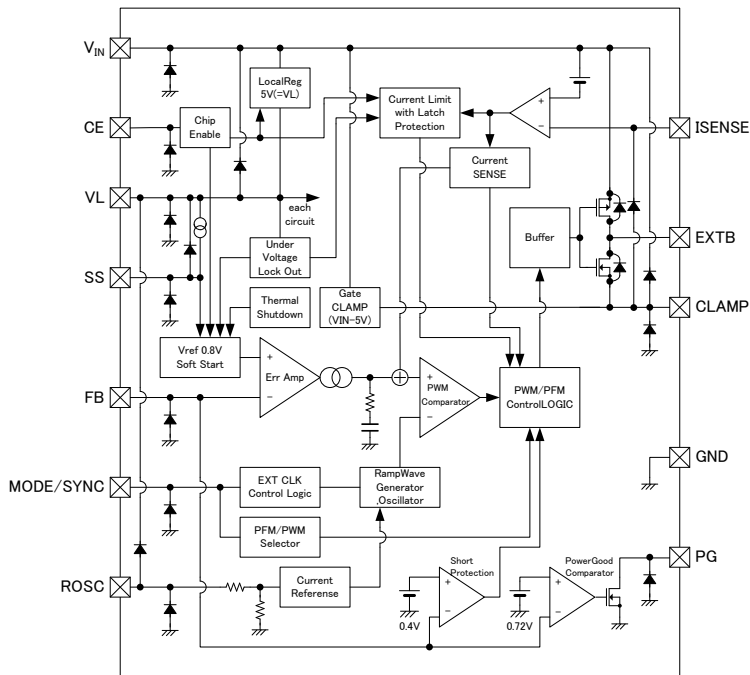 VIN
LocalReg
5V(=VL)
Current Limit
with Latch
Protection
CE
Chip
Enable
ISENSE
Current
SENSE
VL
each
circuit
Buffer
EXTB
Under
Voltage
Lock Out
SS
Thermal
Shutdown
Gate
CLAMP
(VIN-5V)
CLAMP
Vref 0.8V
Soft Start
+
Err Amp
−
+
PWM
Comparator
−
PWM/PFM
ControlLOGIC
FB
GND
MODE/SYNC
EXT CLK
Control Logic
RampWave
Generator
,Oscillator
PFM/PWM
Selector
Short
Protection
PowerGood
Comparator
PG
ROSC
Current
Referense
+
−
0.4V
+
−
0.72V
+
−